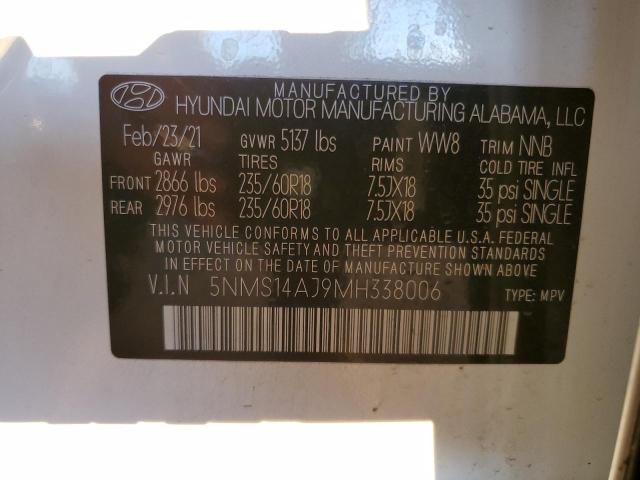 MANUFACTURED BY
HYUNDAI MOTOR MANUFACTURING ALABAMA, LLC
Feb/23/21 GVWR 5137 lbs PAINT WW8 TRIM NNB
GAWR TIRES RIMS COLD TIRE INFL
FRONT 2866 lbs 235/60R18 7.5JX18 35 psi SINGLE
REAR 2976 lbs 235/60R18 7.5JX18 35 psi SINGLE
THIS VEHICLE CONFORMS TO ALL APPLICABLE U.S.A. FEDERAL
MOTOR VEHICLE SAFETY AND THEFT PREVENTION STANDARDS
IN EFFECT ON THE DATE OF MANUFACTURE SHOWN ABOVE.
V.I.N 5NMS14AJ9MH338006 TYPE: MPV